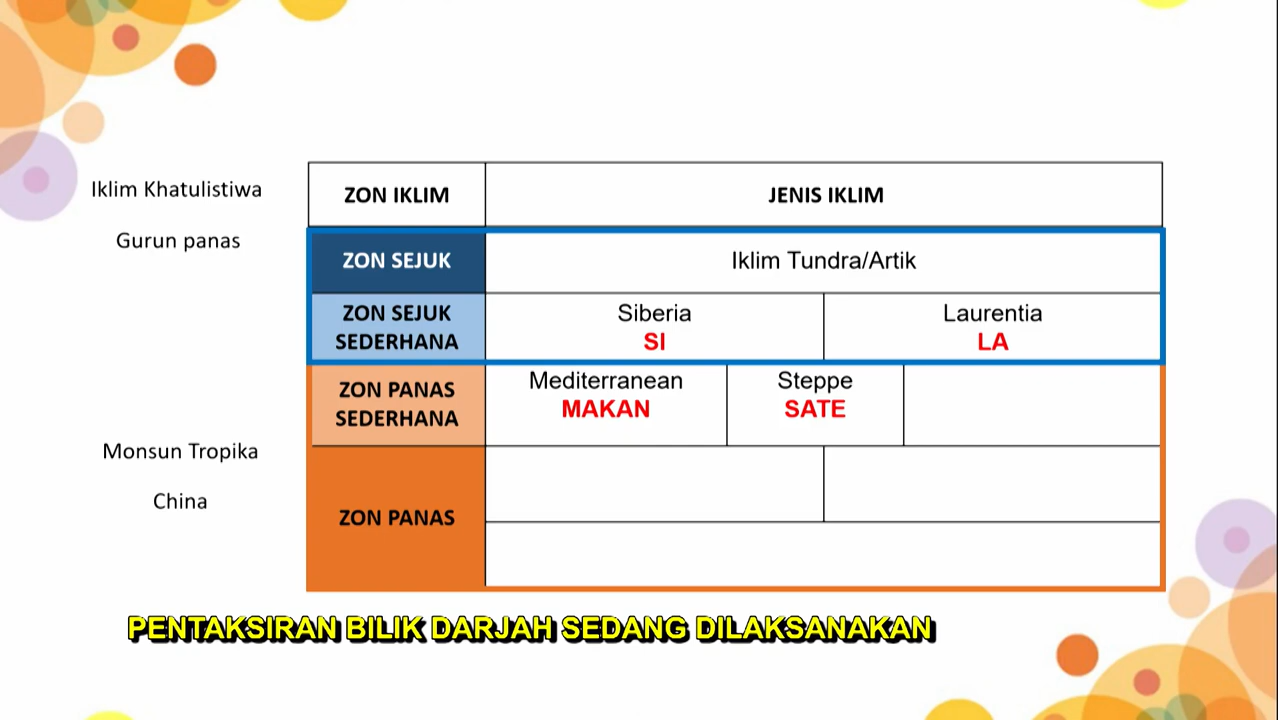 Iklim Khatulistiwa
Gurun panas
Monsun Tropika
China
ZON IKLIM
JENIS IKLIM
ZON SEJUK
Iklim Tundra/Artik
ZON SEJUK
SEDERHANA
Siberia
SI
Laurentia
LA
ZON PANAS
SEDERHANA
Mediterranean
MAKAN
Steppe
SATE
ZON PANAS
PENTAKSIRAN BILIK DARJAH SEDANG DILAKSANAKAN